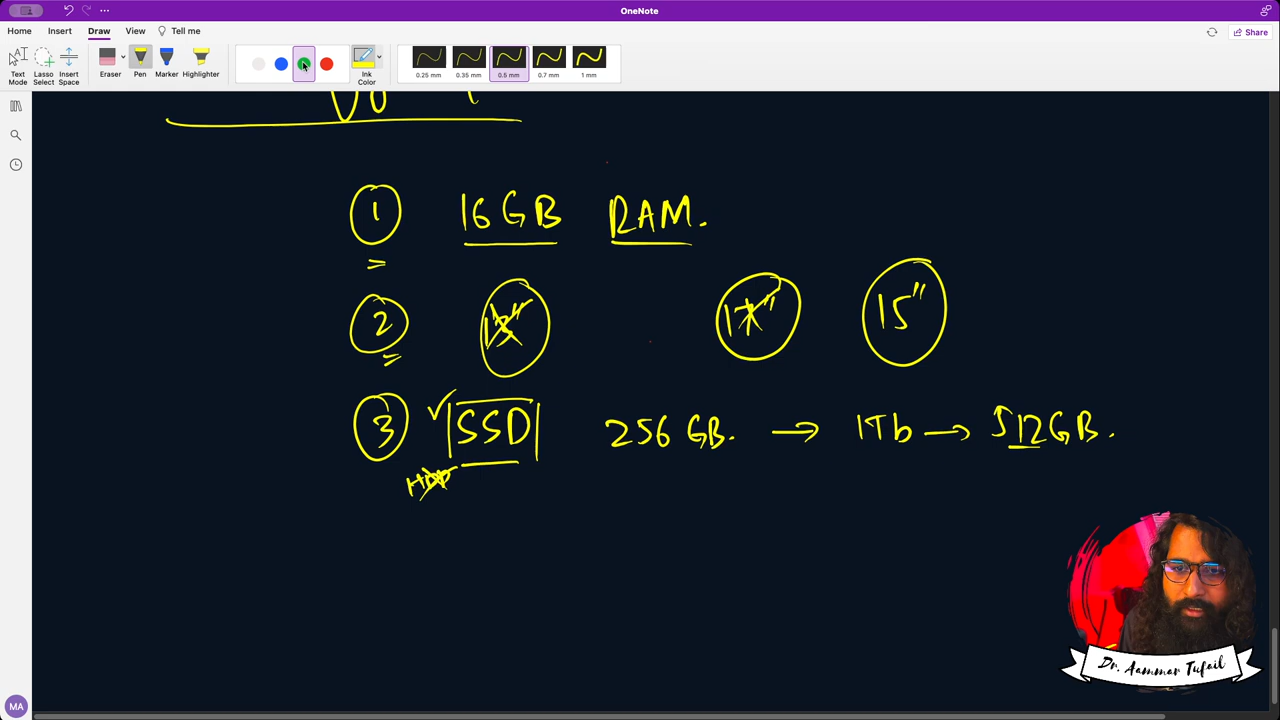 OneNote
Home Insert Draw View Tell me
Share
Text Mode
Lasso Select
Insert Space
Eraser
Pen
Marker
Highlighter
Ink Color
0.25 mm
0.35 mm
0.5 mm
0.7 mm
1 mm
1 16 GB RAM.
2 17" 15"
3 SSD 256 GB. → 1Tb → 512GB.
HDD
Dr. Aammar Tufail
MA